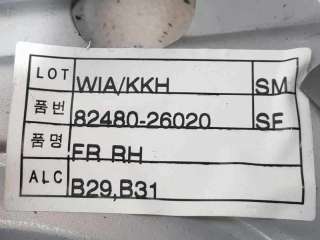 LOT WIA/KKH SM
품번 82480-26020 SF
품명 FR RH
ALC B29,B31